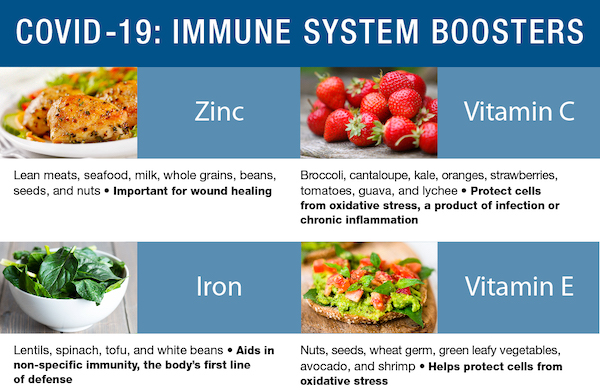 COVID-19: IMMUNE SYSTEM BOOSTERS
Zinc
Vitamin C
Lean meats, seafood, milk, whole grains, beans,
seeds, and nuts • Important for wound healing
Broccoli, cantaloupe, kale, oranges, strawberries,
tomatoes, guava, and lychee • Protect cells
from oxidative stress, a product of infection or
chronic inflammation
Iron
Vitamin E
Lentils, spinach, tofu, and white beans • Aids in
non-specific immunity, the body's first line
of defense
Nuts, seeds, wheat germ, green leafy vegetables,
avocado, and shrimp • Helps protect cells from
oxidative stress